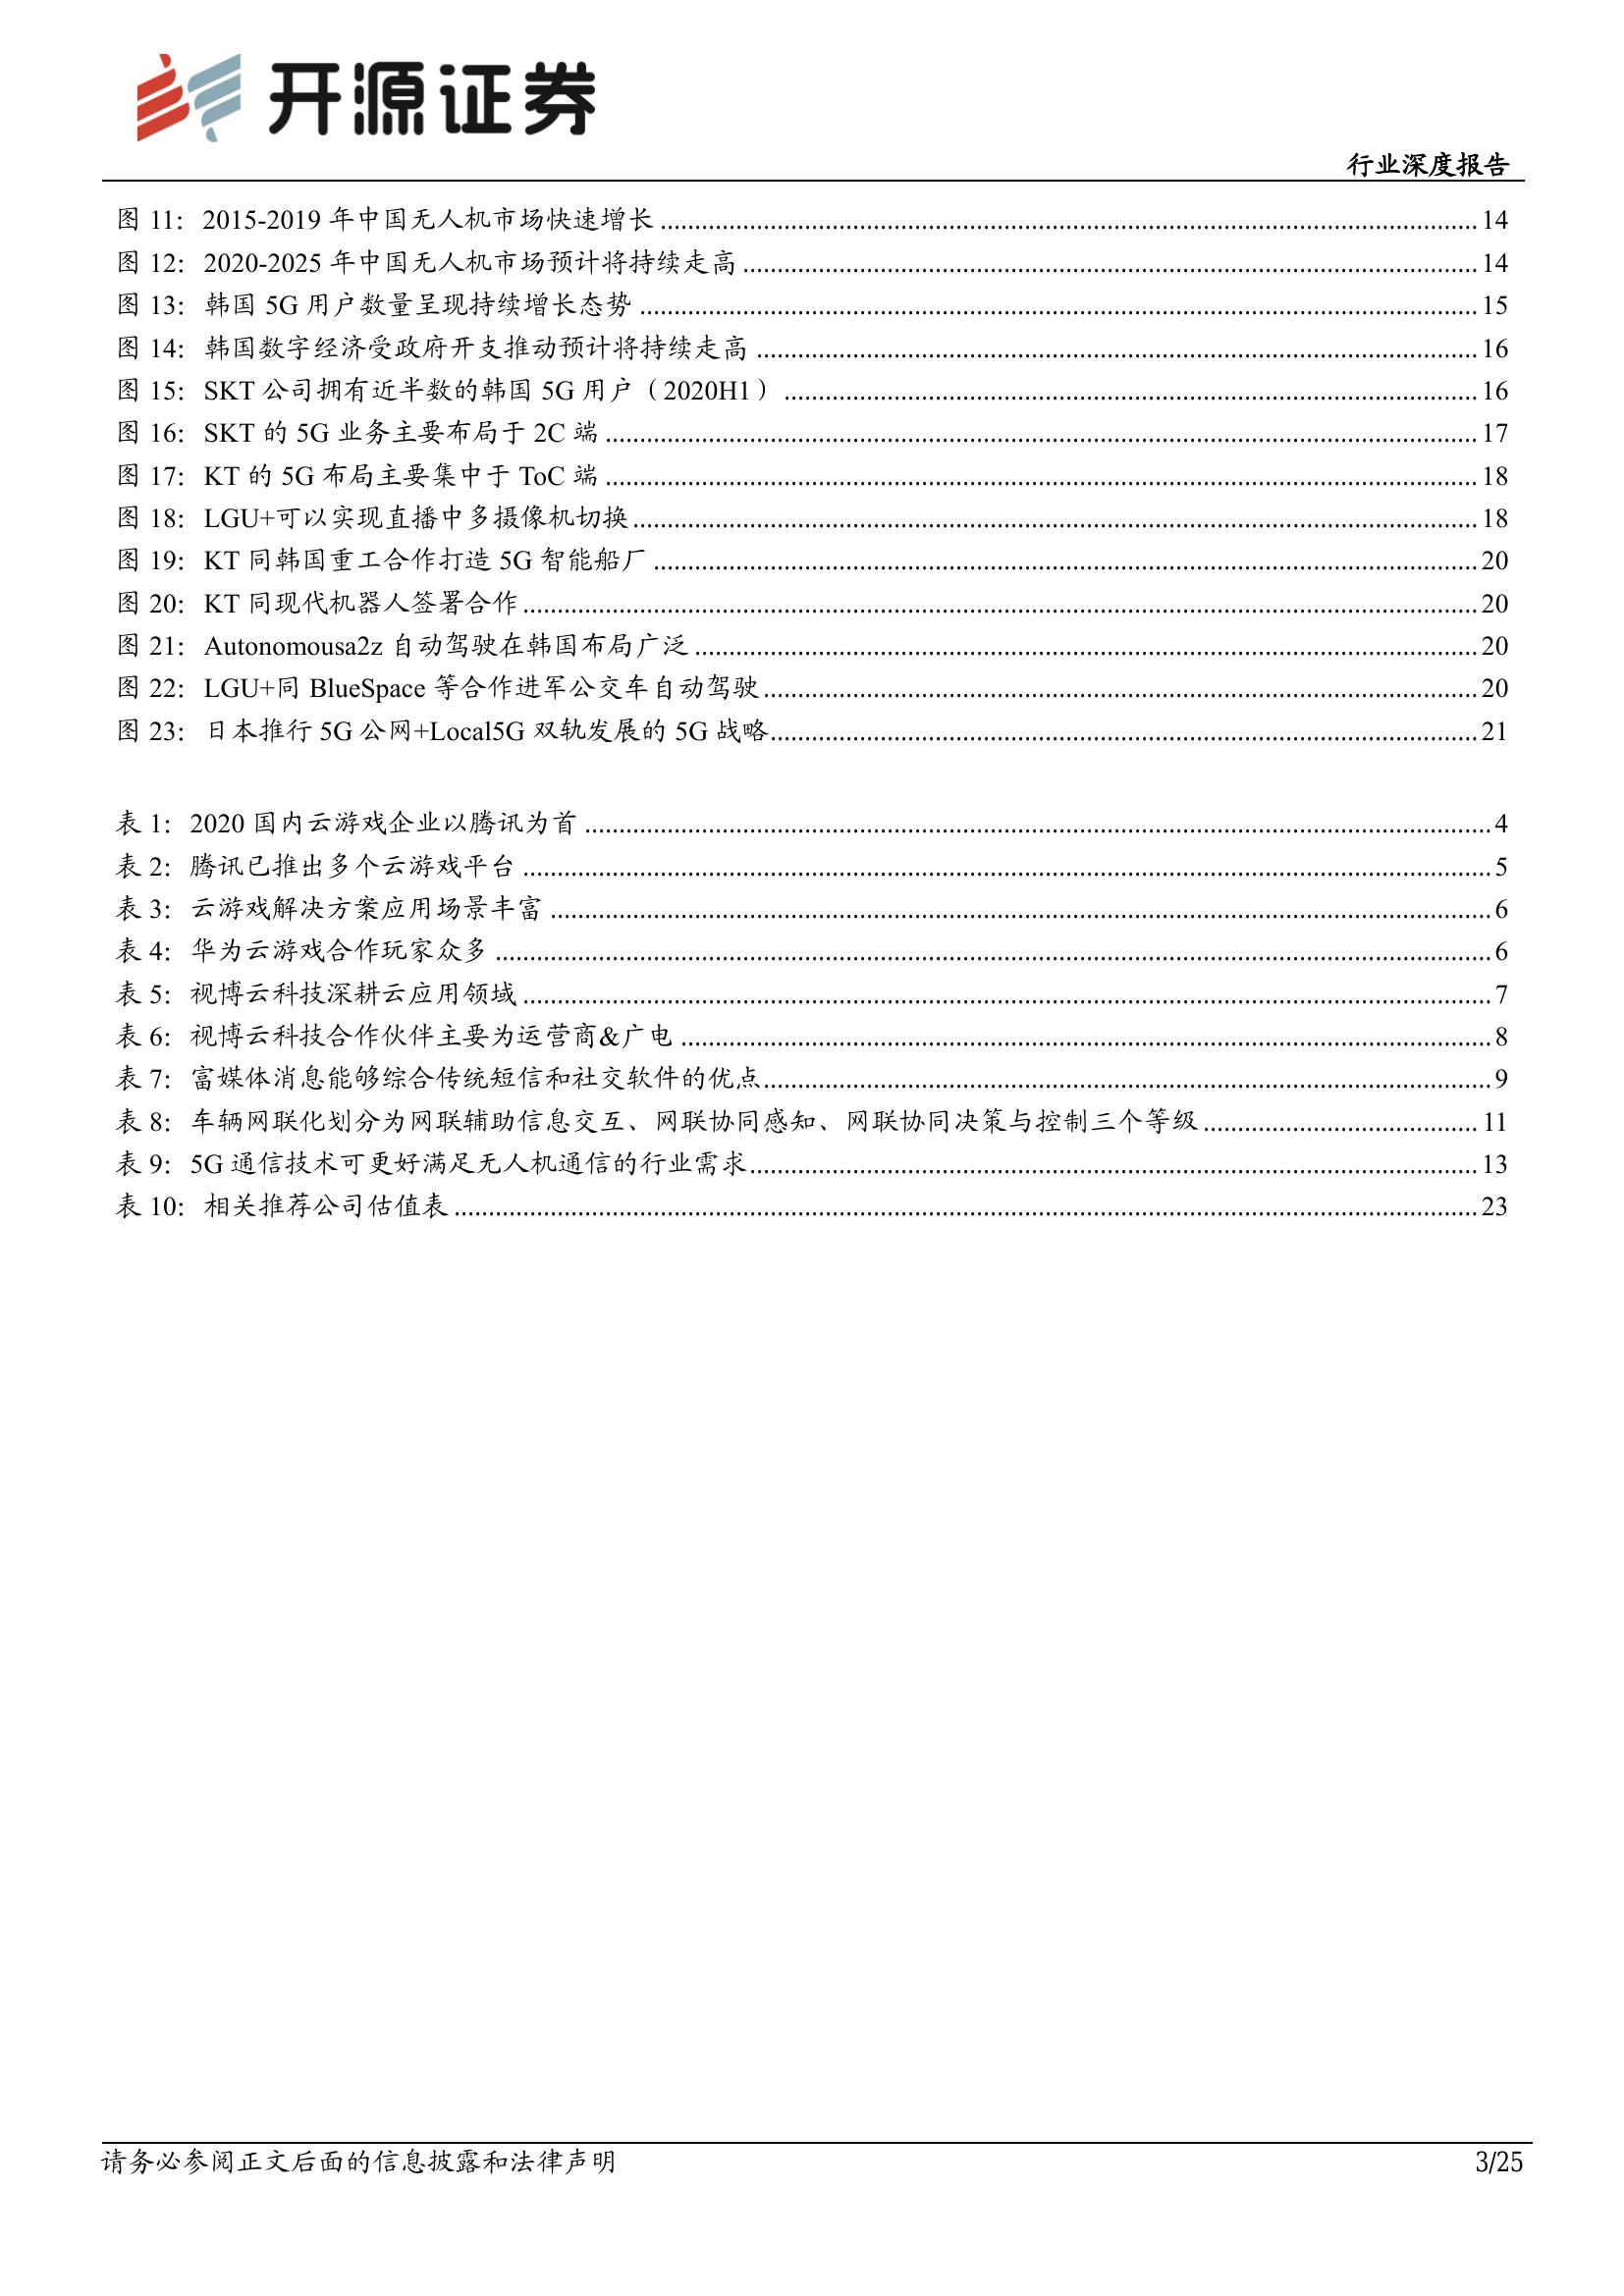 开源证券
行业深度报告
图 11: 2015-2019 年中国无人机市场快速增长 ........ 14
图 12: 2020-2025 年中国无人机市场预计将持续走高 ........ 14
图 13: 韩国 5G 用户数量呈现持续增长态势 ........ 15
图 14: 韩国数字经济受政府开支推动预计将持续走高 ........ 16
图 15: SKT 公司拥有近半数的韩国 5G 用户（2020H1） ........ 16
图 16: SKT 的 5G 业务主要布局于 2C 端 ........ 17
图 17: KT 的 5G 布局主要集中于 ToC 端 ........ 18
图 18: LGU+可以实现直播中多摄像机切换 ........ 18
图 19: KT 同韩国重工合作打造 5G 智能船厂 ........ 20
图 20: KT 同现代机器人签署合作 ........ 20
图 21: Autonomousa2z 自动驾驶在韩国布局广泛 ........ 20
图 22: LGU+同 BlueSpace 等合作进军公交车自动驾驶 ........ 20
图 23: 日本推行 5G 公网+Local5G 双轨发展的 5G 战略 ........ 21
表 1: 2020 国内云游戏企业以腾讯为首 ........ 4
表 2: 腾讯已推出多个云游戏平台 ........ 5
表 3: 云游戏解决方案应用场景丰富 ........ 6
表 4: 华为云游戏合作玩家众多 ........ 6
表 5: 视博云科技深耕云应用领域 ........ 7
表 6: 视博云科技合作伙伴主要为运营商&广电 ........ 8
表 7: 富媒体消息能够综合传统短信和社交软件的优点 ........ 9
表 8: 车辆网联化划分为网联辅助信息交互、网联协同感知、网联协同决策与控制三个等级 ........ 11
表 9: 5G 通信技术可更好满足无人机通信的行业需求 ........ 13
表 10: 相关推荐公司估值表 ........ 23
请务必参阅正文后面的信息披露和法律声明 3/25